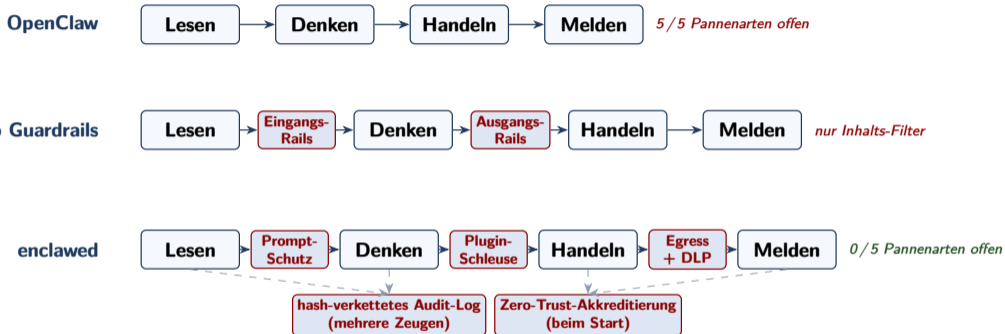 OpenClaw Lesen Denken Handeln Melden 5/5 Pannenarten offen
Guardrails Lesen Eingangs- Denken Ausgangs- Handeln Melden nur Inhalts-Filter
Rails Rails
enclawed Lesen Prompt- Denken Plugin- Handeln Egress Melden 0/5 Pannenarten offen
Schutz Schleuse + DLP
hash-verkettetes Audit-Log Zero-Trust-Akkreditierung
(mehrere Zeugen) (beim Start)